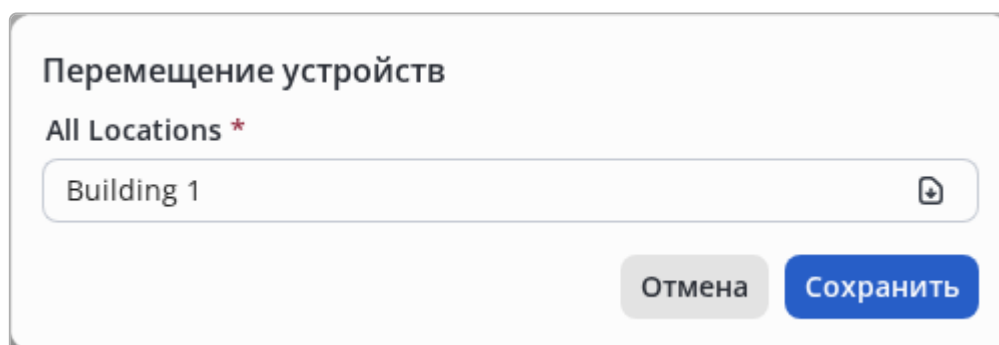 Перемещение устройств
All Locations *
Building 1
Отмена Сохранить